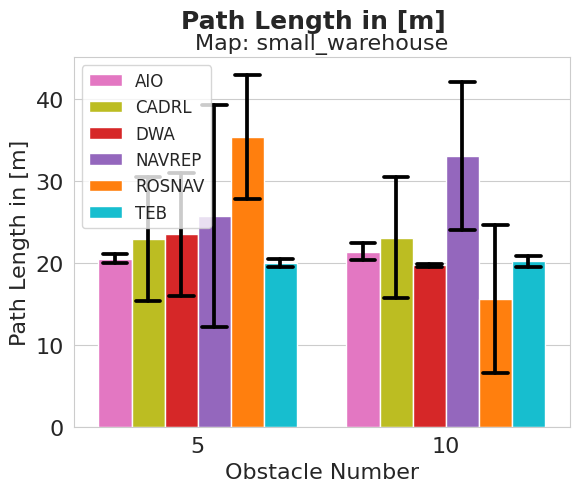 Path Length in [m]
Map: small_warehouse
Path Length in [m]
40
30
20
10
0
AIO
CADRL
DWA
NAVREP
ROSNAV
TEB
5
10
Obstacle Number